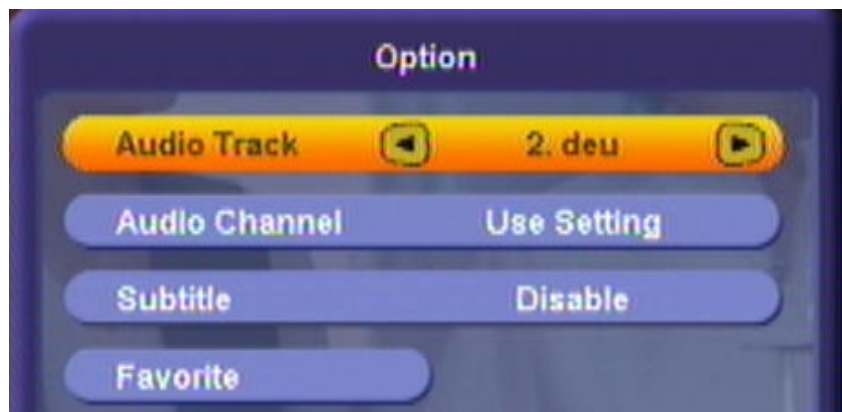 Option
Audio Track 2. deu
Audio Channel Use Setting
Subtitle Disable
Favorite